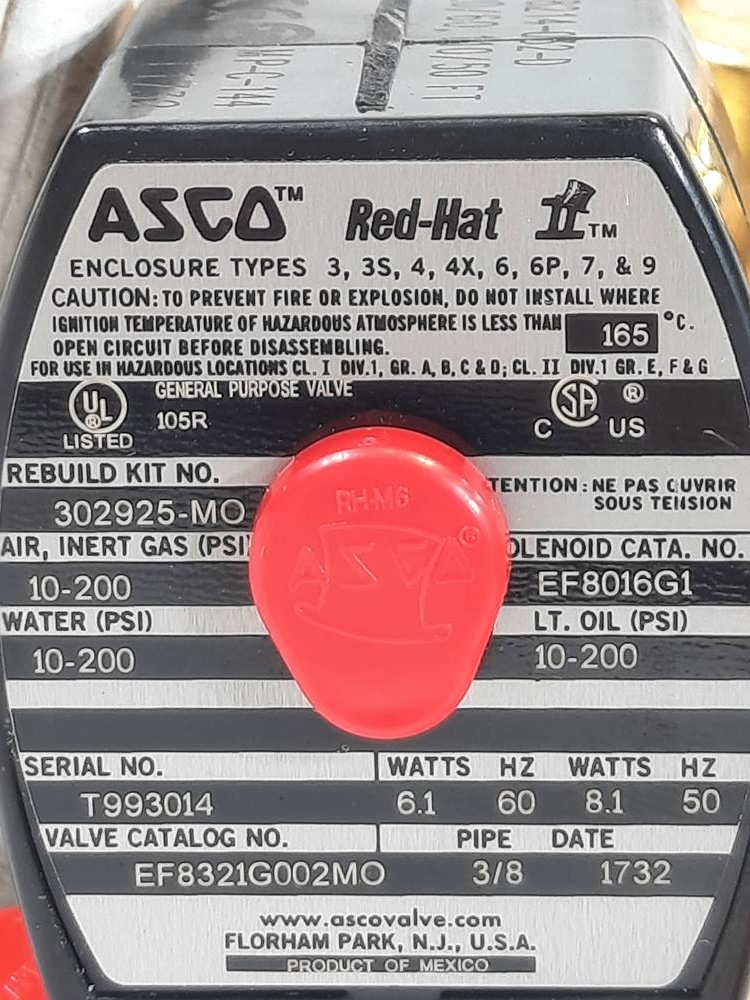 ASCO™ Red-Hat II™
ENCLOSURE TYPES 3, 3S, 4, 4X, 6, 6P, 7, & 9
CAUTION: TO PREVENT FIRE OR EXPLOSION, DO NOT INSTALL WHERE
IGNITION TEMPERATURE OF HAZARDOUS ATMOSPHERE IS LESS THAN 165 °C.
OPEN CIRCUIT BEFORE DISASSEMBLING.
FOR USE IN HAZARDOUS LOCATIONS CL. I DIV.1, GR. A, B, C & D; CL. II DIV.1 GR. E, F & G
UL GENERAL PURPOSE VALVE SA ®
105R C US
LISTED
REBUILD KIT NO. TENTION: NE PAS OUVRIR
302925-MO SOUS TENSION
RH-MG
ASCO®
AIR, INERT GAS (PSI OLENOID CATA. NO.
10-200 EF8016G1
WATER (PSI) LT. OIL (PSI)
10-200 10-200
SERIAL NO. WATTS HZ WATTS HZ
T993014 6.1 60 8.1 50
VALVE CATALOG NO. PIPE DATE
EF8321G002MO 3/8 1732
www.ascovalve.com
FLORHAM PARK, N.J., U.S.A.
PRODUCT OF MEXICO